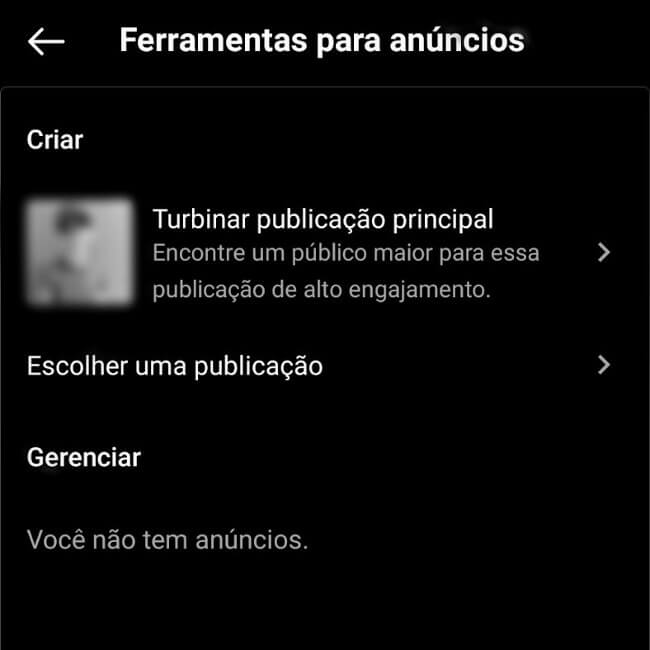 Ferramentas para anúncios
Criar
Turbinar publicação principal
Encontre um público maior para essa
publicação de alto engajamento.
Escolher uma publicação
Gerenciar
Você não tem anúncios.